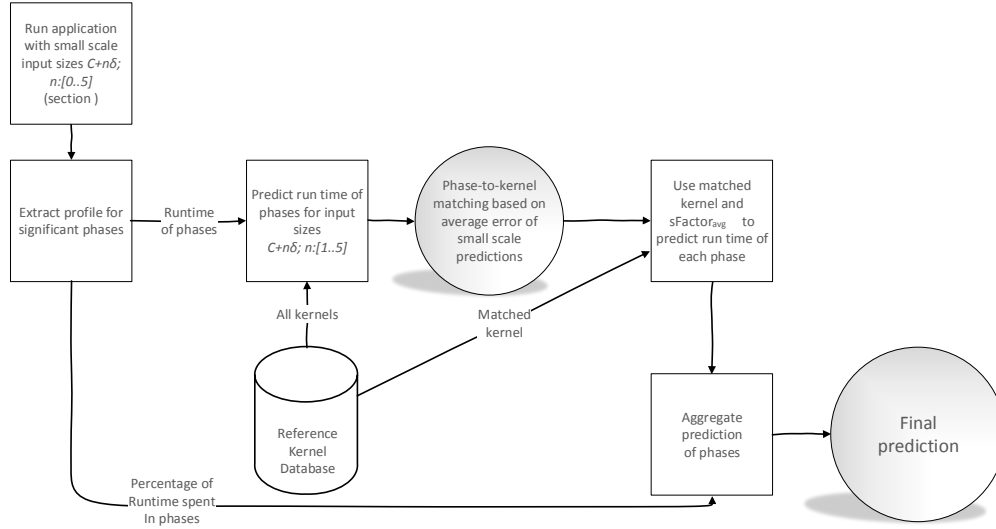 Run application
with small scale
input sizes C+nδ;
n:[0..5]
(section )
Extract profile for
significant phases
Runtime
of phases
Predict run time of
phases for input
sizes
C+nδ; n:[1..5]
Phase-to-kernel
matching based on
average error of
small scale
predictions
Use matched
kernel and
sFactoravg to
predict run time of
each phase
All kernels
Matched
kernel
Reference
Kernel
Database
Aggregate
prediction
of phases
Final
prediction
Percentage of
Runtime spent
In phases